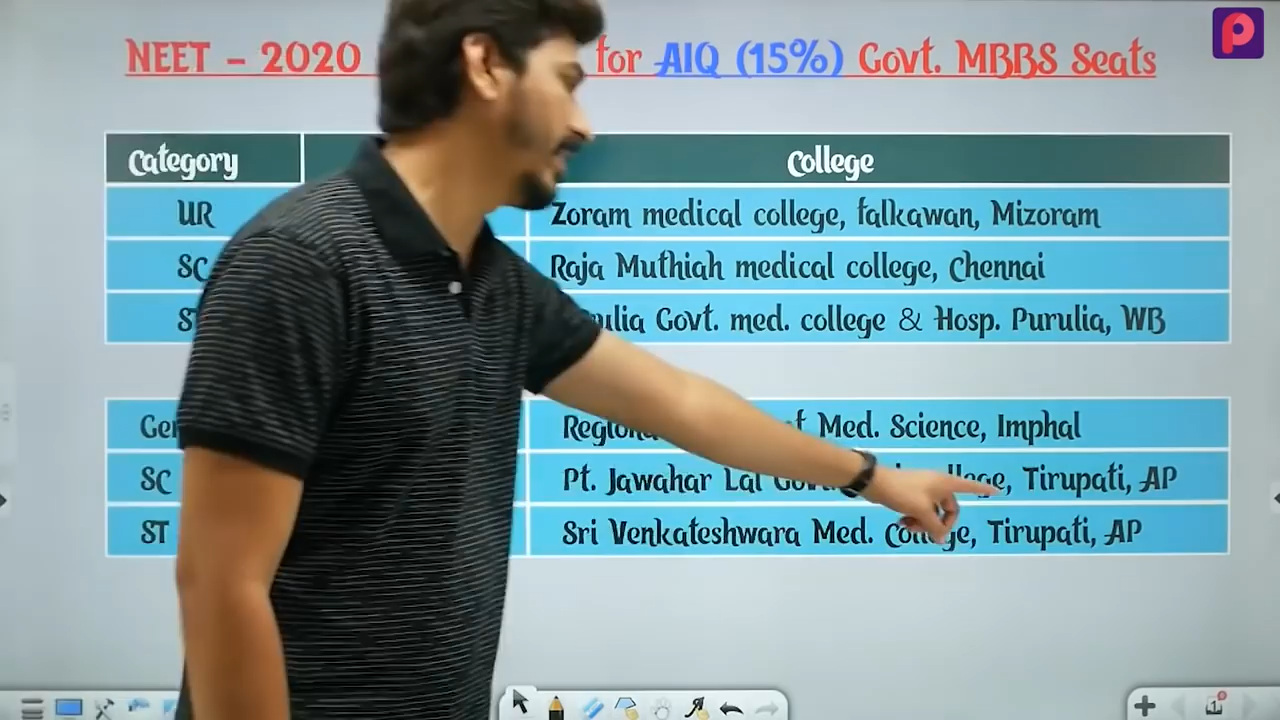 NEET - 2020 for AIQ (15%) Govt. MBBS Seats
Category College
UR Zoram medical college, falkawan, Mizoram
SC Raja Muthiah medical college, Chennai
Govt. med. college & Hosp. Purulia, WB
Med. Science, Imphal
SC Pt. Jawahar Lal Tirupati, AP
ST Sri Venkateshwara Med. College, Tirupati, AP